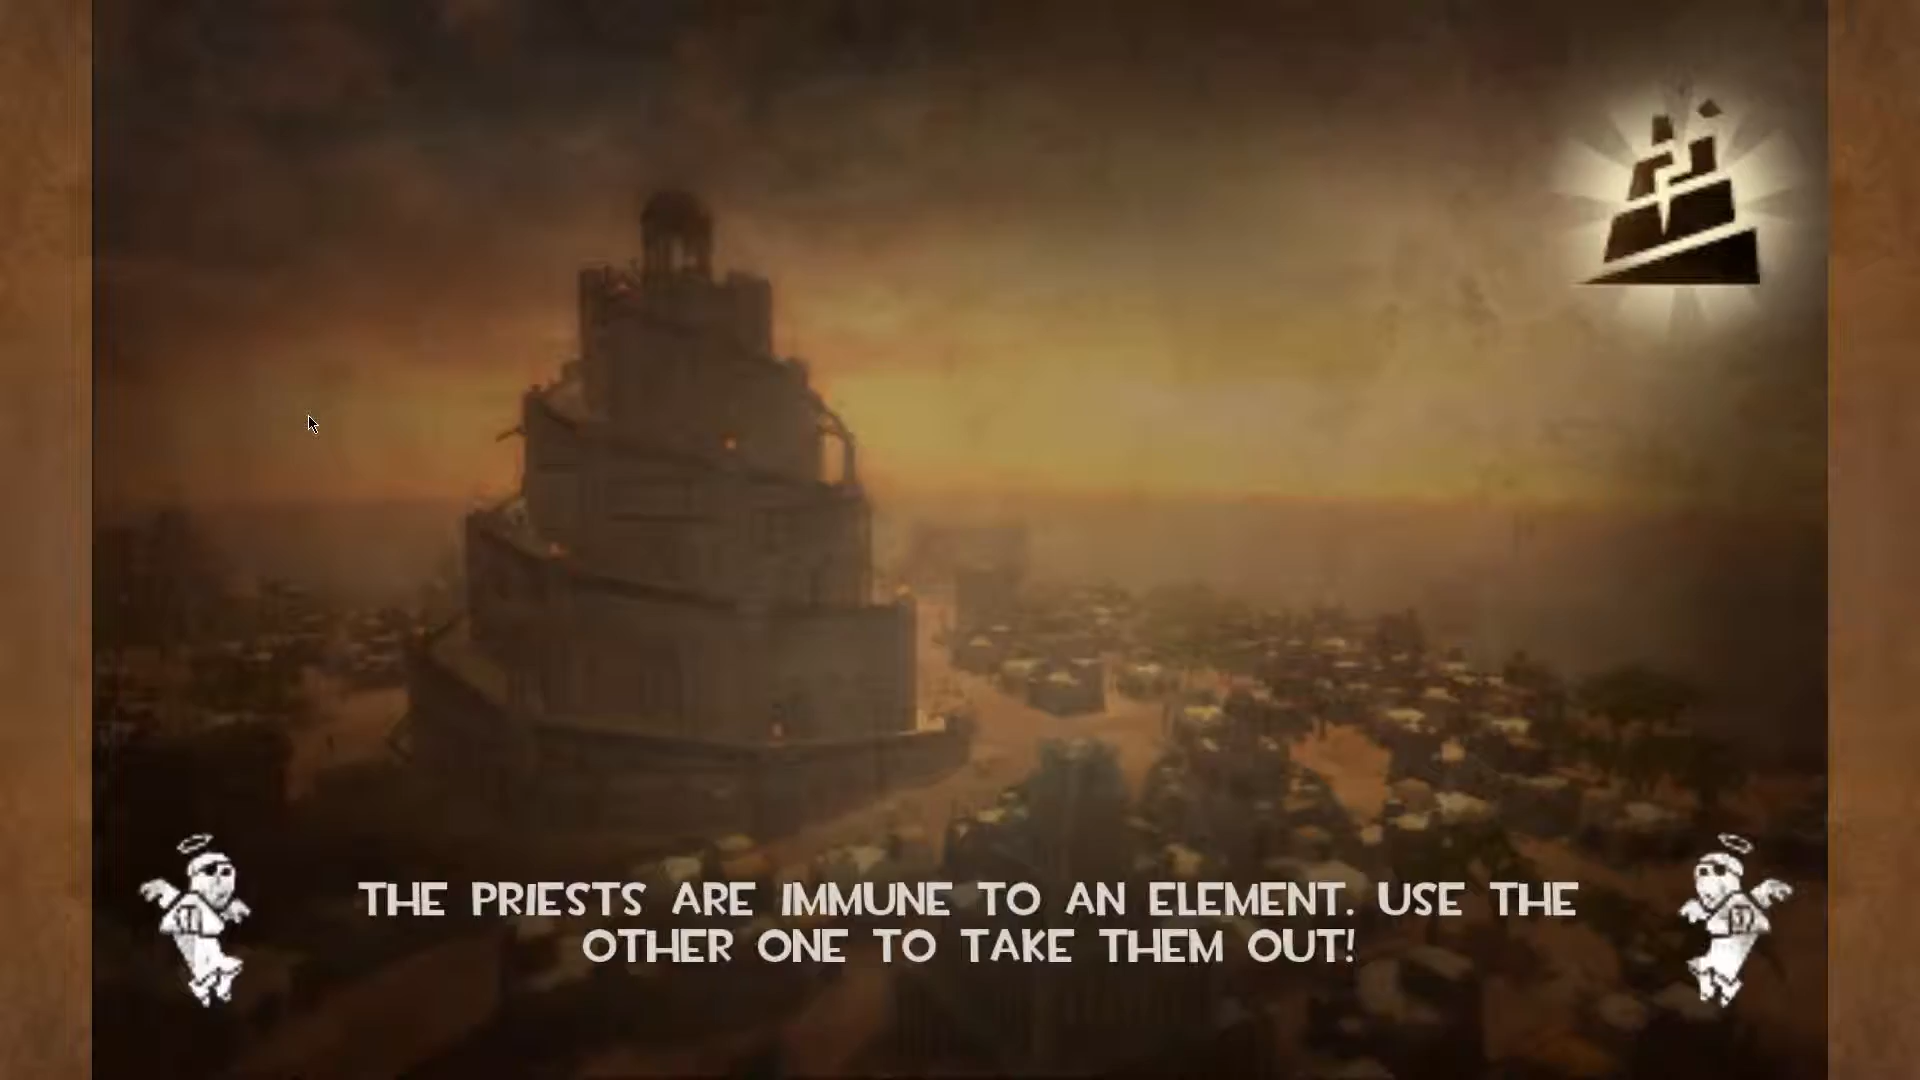 THE PRIESTS ARE IMMUNE TO AN ELEMENT. USE THE
OTHER ONE TO TAKE THEM OUT!